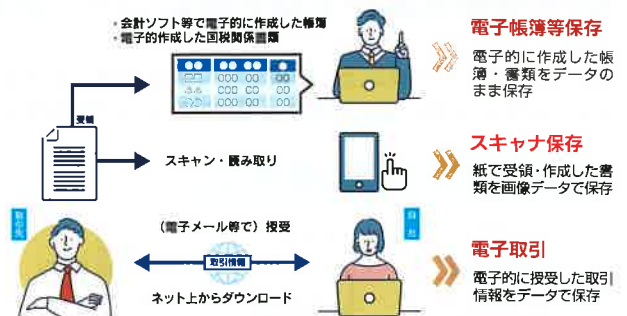 ・会計ソフト等で電子的に作成した帳簿
・電子的作成した国税関係書類
電子帳簿等保存
電子的に作成した帳
簿・書類をデータの
まま保存
受領
スキャン・読み取り
スキャナ保存
紙で受領・作成した書
類を画像データで保存
取引先
(電子メール等で)授受
取引情報
ネット上からダウンロード
自社
電子取引
電子的に授受した取引
情報をデータで保存